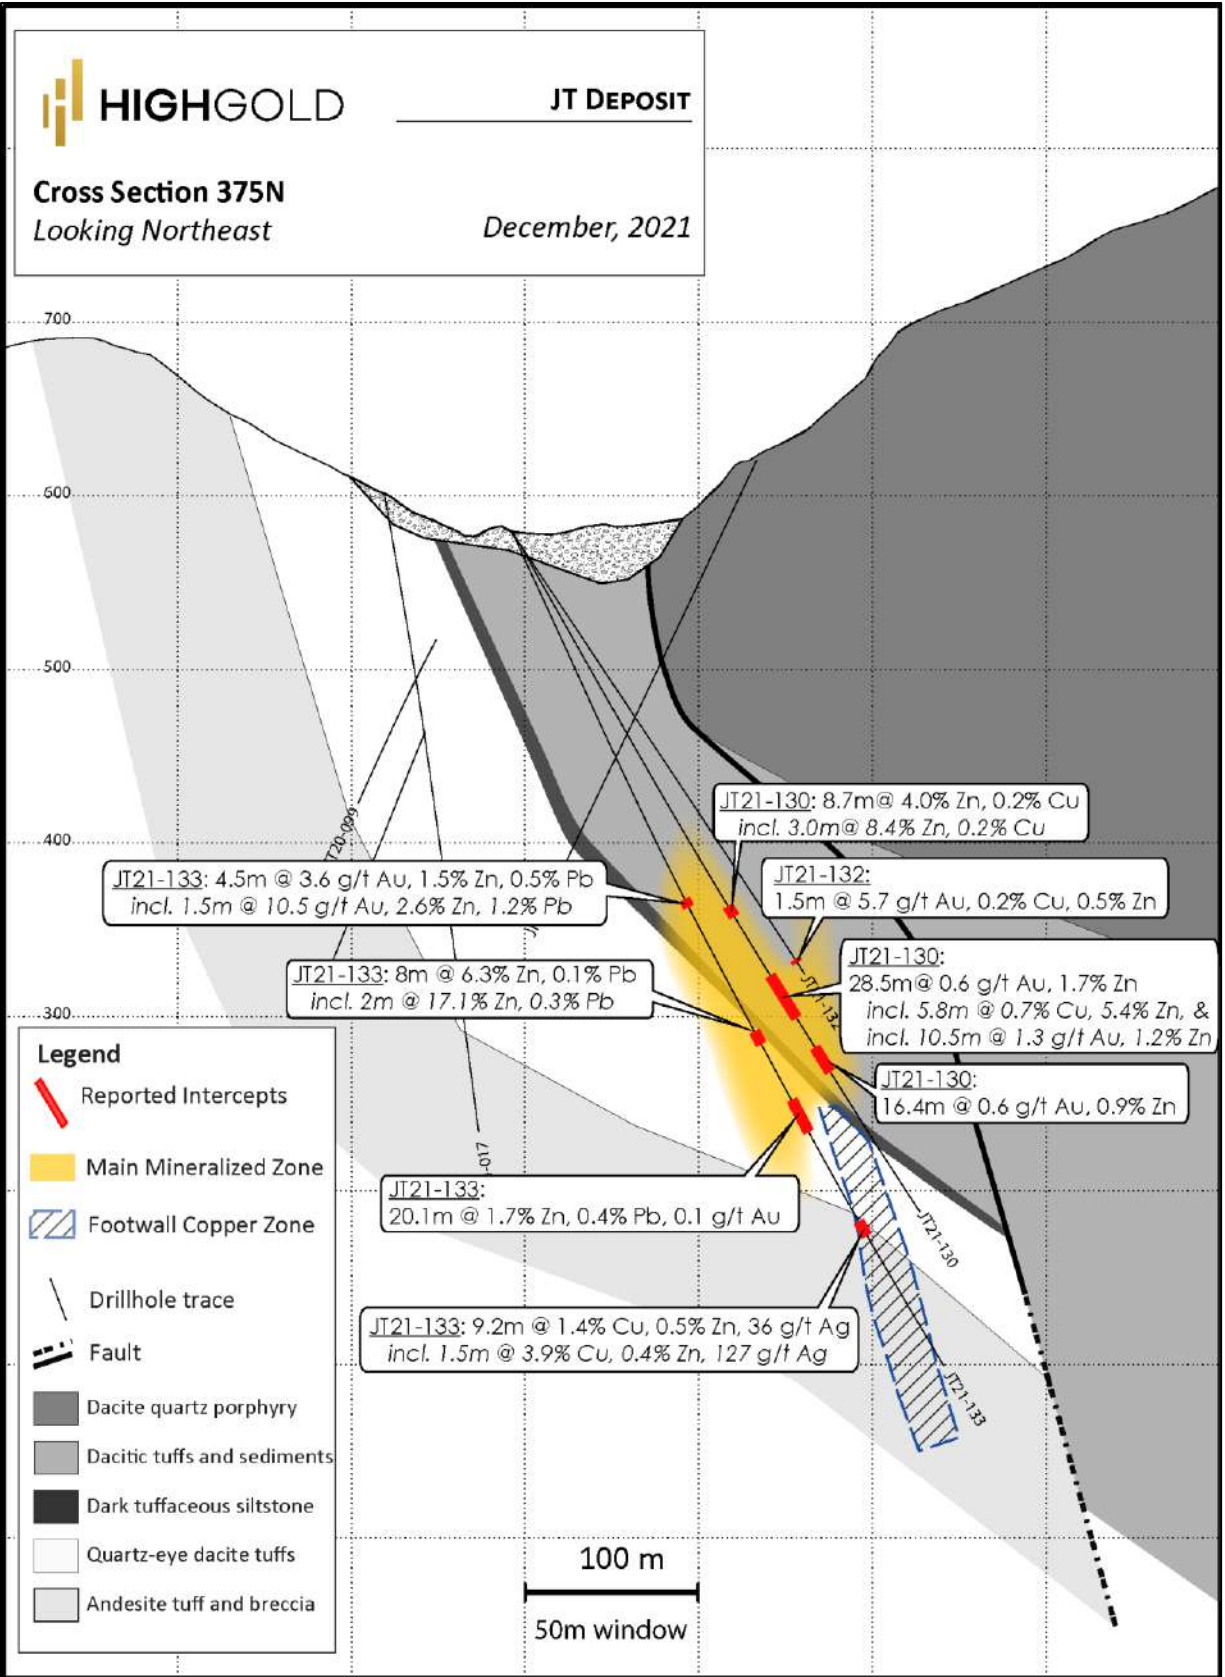 HIGHGOLD
JT DEPOSIT
Cross Section 375N
Looking Northeast
December, 2021
700
600
500
400
300
JT21-130: 8.7m@ 4.0% Zn, 0.2% Cu
incl. 3.0m@ 8.4% Zn, 0.2% Cu
JT20-099
JT21-133: 4.5m @ 3.6 g/t Au, 1.5% Zn, 0.5% Pb
incl. 1.5m @ 10.5 g/t Au, 2.6% Zn, 1.2% Pb
JT21-132:
1.5m @ 5.7 g/t Au, 0.2% Cu, 0.5% Zn
JT21-133: 8m @ 6.3% Zn, 0.1% Pb
incl. 2m @ 17.1% Zn, 0.3% Pb
JT21-132
JT21-130:
28.5m@ 0.6 g/t Au, 1.7% Zn
incl. 5.8m @ 0.7% Cu, 5.4% Zn, &
incl. 10.5m @ 1.3 g/t Au, 1.2% Zn
JT21-130:
16.4m @ 0.6 g/t Au, 0.9% Zn
-017
JT21-133:
20.1m @ 1.7% Zn, 0.4% Pb, 0.1 g/t Au
JT21-130
JT21-133: 9.2m @ 1.4% Cu, 0.5% Zn, 36 g/t Ag
incl. 1.5m @ 3.9% Cu, 0.4% Zn, 127 g/t Ag
JT21-133
Legend
Reported Intercepts
Main Mineralized Zone
Footwall Copper Zone
Drillhole trace
Fault
Dacite quartz porphyry
Dacitic tuffs and sediments
Dark tuffaceous siltstone
Quartz-eye dacite tuffs
Andesite tuff and breccia
100 m
50m window